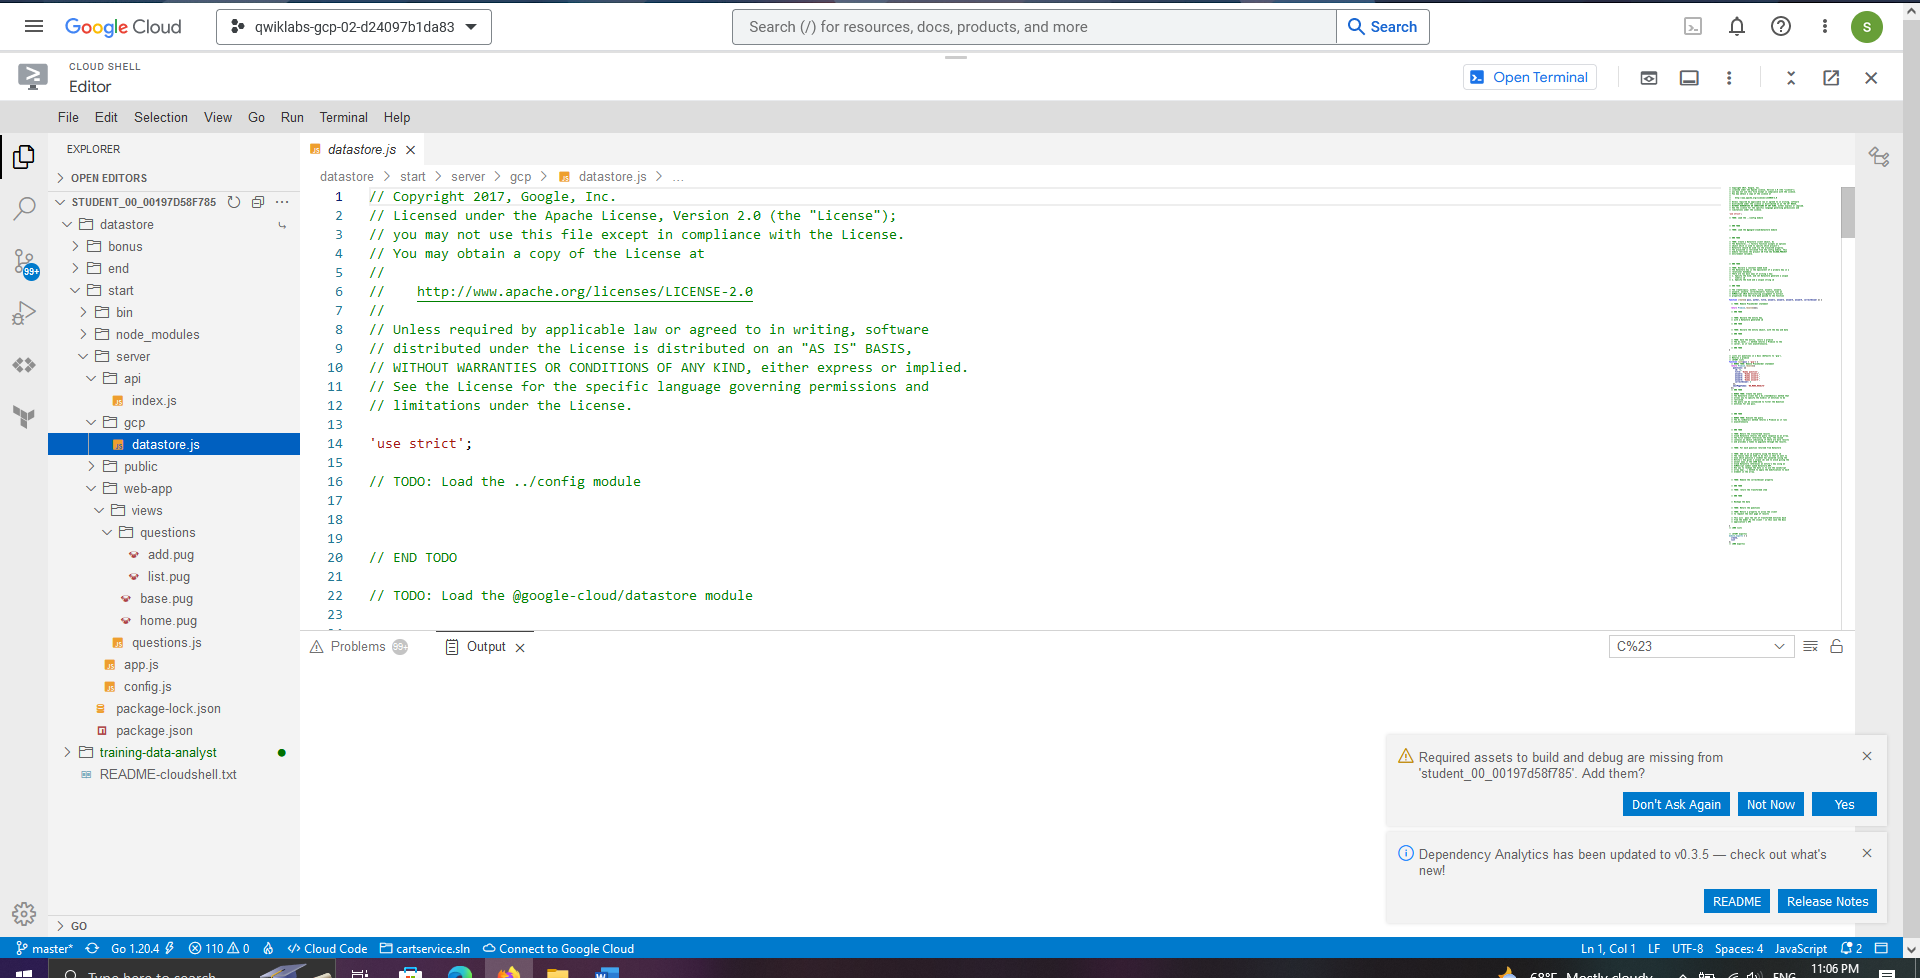 Google Cloud
qwiklabs-gcp-02-d24097b1da83
Search (/) for resources, docs, products, and more
Search
S
CLOUD SHELL
Editor
Open Terminal
File Edit Selection View Go Run Terminal Help
EXPLORER
OPEN EDITORS
STUDENT_00_00197D58F785
datastore
bonus
end
start
bin
node_modules
server
api
index.js
gcp
datastore.js
public
web-app
views
questions
add.pug
list.pug
base.pug
home.pug
questions.js
app.js
config.js
package-lock.json
package.json
training-data-analyst
README-cloudshell.txt
GO
99+
datastore.js
datastore > start > server > gcp > datastore.js > ...
1 // Copyright 2017, Google, Inc.
2 // Licensed under the Apache License, Version 2.0 (the "License");
3 // you may not use this file except in compliance with the License.
4 // You may obtain a copy of the License at
5 //
6 //    http://www.apache.org/licenses/LICENSE-2.0
7 //
8 // Unless required by applicable law or agreed to in writing, software
9 // distributed under the License is distributed on an "AS IS" BASIS,
10 // WITHOUT WARRANTIES OR CONDITIONS OF ANY KIND, either express or implied.
11 // See the License for the specific language governing permissions and
12 // limitations under the License.
13
14 'use strict';
15
16 // TODO: Load the ../config module
17
18
19
20 // END TODO
21
22 // TODO: Load the @google-cloud/datastore module
23
Problems 99+ Output
C%23
Required assets to build and debug are missing from
'student_00_00197d58f785'. Add them?
Don't Ask Again Not Now Yes
Dependency Analytics has been updated to v0.3.5 — check out what's
new!
README Release Notes
master* Go 1.20.4 110 0 Cloud Code cartservice.sln Connect to Google Cloud
Ln 1, Col 1 LF UTF-8 Spaces: 4 JavaScript 2
Type here to search
68°F Mostly cloudy ENG 11:06 PM